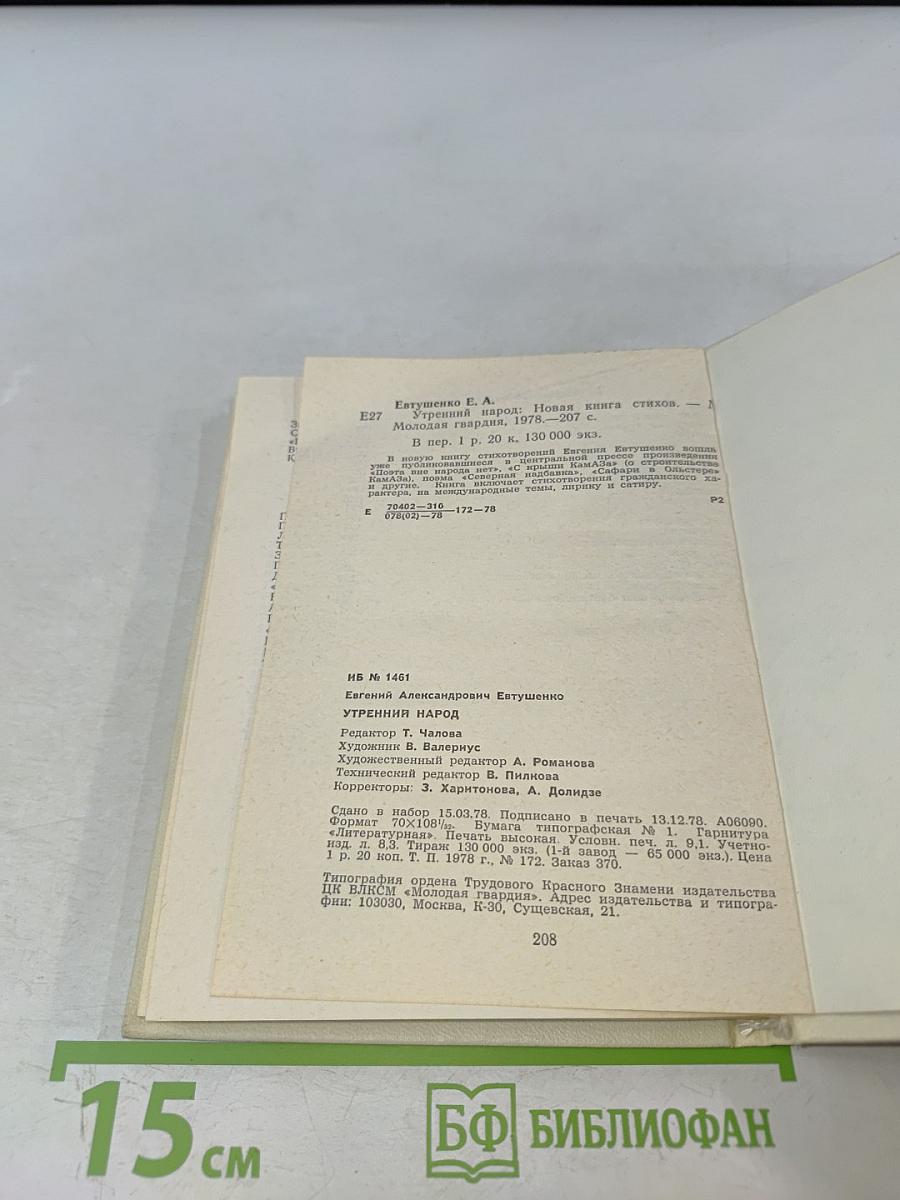 Евтушенко Е. А.
Е27 Утренний народ: Новая книга стихов. —
Молодая гвардия, 1978.—207 с.
В пер. 1 р. 20 к. 130 000 экз.
В новую книгу стихотворений Евгения Евтушенко вошли
уже публиковавшиеся в центральной прессе произведения
«Поэта вне народа нет», «С крыши КамАЗа» (о строительстве
КамАЗа), поэма «Северная надбавка», «Сафари в Ольстере»
и другие. Книга включает стихотворения гражданского ха-
рактера, на международные темы, лирику и сатиру.
Е 70402—316
078(02)—78 —172—78
Р2
ИБ № 1461
Евгений Александрович Евтушенко
УТРЕННИЙ НАРОД
Редактор Т. Чалова
Художник В. Валериус
Художественный редактор А. Романова
Технический редактор В. Пилкова
Корректоры: З. Харитонова, А. Долидзе
Сдано в набор 15.03.78. Подписано в печать 13.12.78. А06090.
Формат 70×108¹/₃₂. Бумага типографская № 1. Гарнитура
«Литературная». Печать высокая. Условн. печ. л. 9,1. Учетно-
изд. л. 8,3. Тираж 130 000 экз. (1-й завод — 65 000 экз.). Цена
1 р. 20 коп. Т. П. 1978 г., № 172. Заказ 370.
Типография ордена Трудового Красного Знамени издательства
ЦК ВЛКСМ «Молодая гвардия». Адрес издательства и типогра-
фии: 103030, Москва, К-30, Сущевская, 21.
208
15 см
БФ БИБЛИОФАН